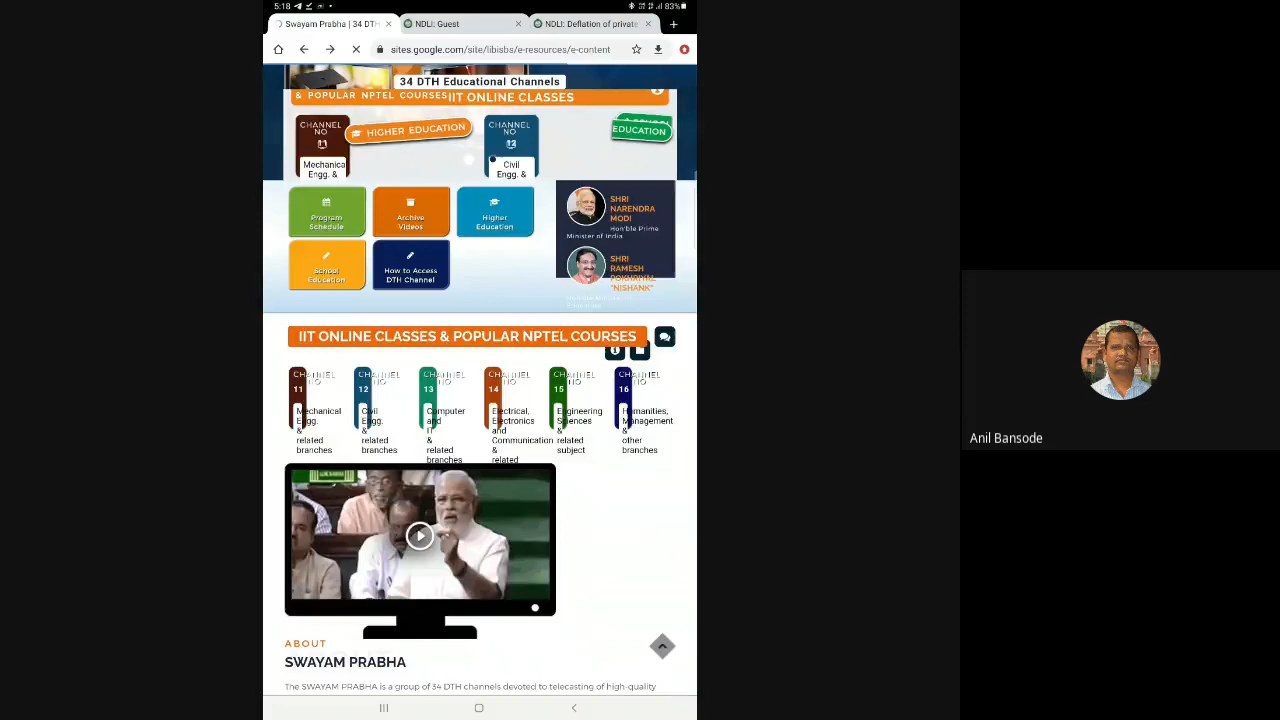 5:18
83%
Swayam Prabha | 34 DTH
NDLI: Guest
NDLI: Deflation of private
sites.google.com/site/libisbs/e-resources/e-content
34 DTH Educational Channels
& POPULAR NPTEL COURSES IIT ONLINE CLASSES
CHANNEL
NO
HIGHER EDUCATION
Mechanica
Engg. &
CHANNEL
NO
Civil
Engg. &
EDUCATION
Program
Schedule
Archive
Videos
Higher
Education
School
Education
How to Access
DTH Channel
SHRI
NARENDRA
MODI
Hon'ble Prime
Minister of India
SHRI
RAMESH
POKHRIYAL
"NISHANK"
IIT ONLINE CLASSES & POPULAR NPTEL COURSES
CHANNEL
NO
11
Mechanical
Engg.
&
related
branches
CHANNEL
NO
12
Civil
Engg.
&
related
branches
CHANNEL
NO
13
Computer
and
IT
&
related
branches
CHANNEL
NO
14
Electrical,
Electronics
and
Communication
&
related
CHANNEL
NO
15
Engineering
Sciences
&
related
subject
CHANNEL
NO
16
Humanities,
Management
&
other
branches
ABOUT
SWAYAM PRABHA
The SWAYAM PRABHA is a group of 34 DTH channels devoted to telecasting of high-quality
Anil Bansode